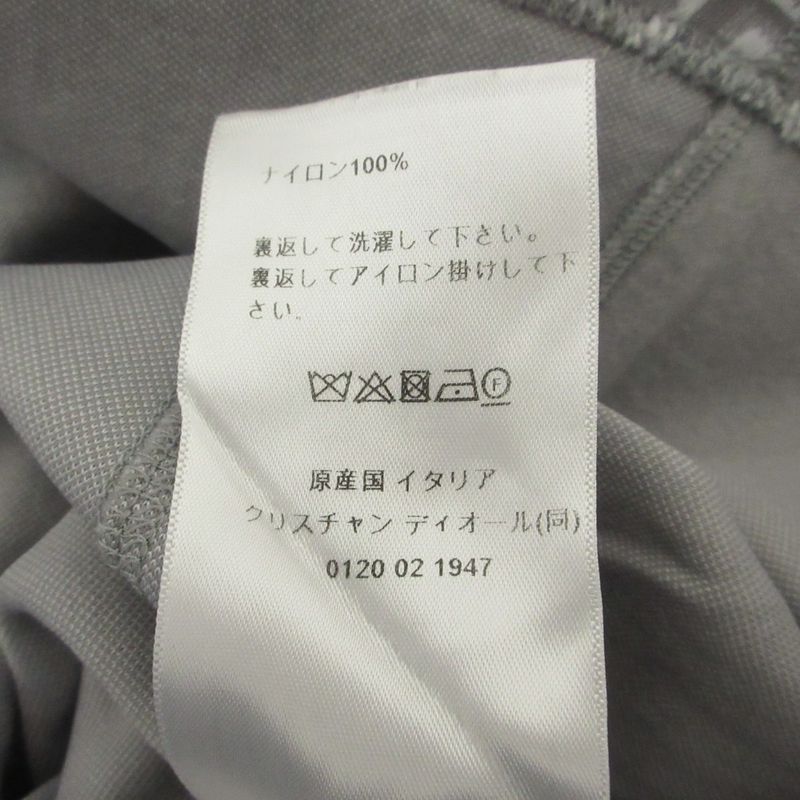 ナイロン100%
裏返して洗濯して下さい。
裏返してアイロン掛けして下
さい。
F
原産国 イタリア
クリスチャン ディオール(同)
0120 02 1947